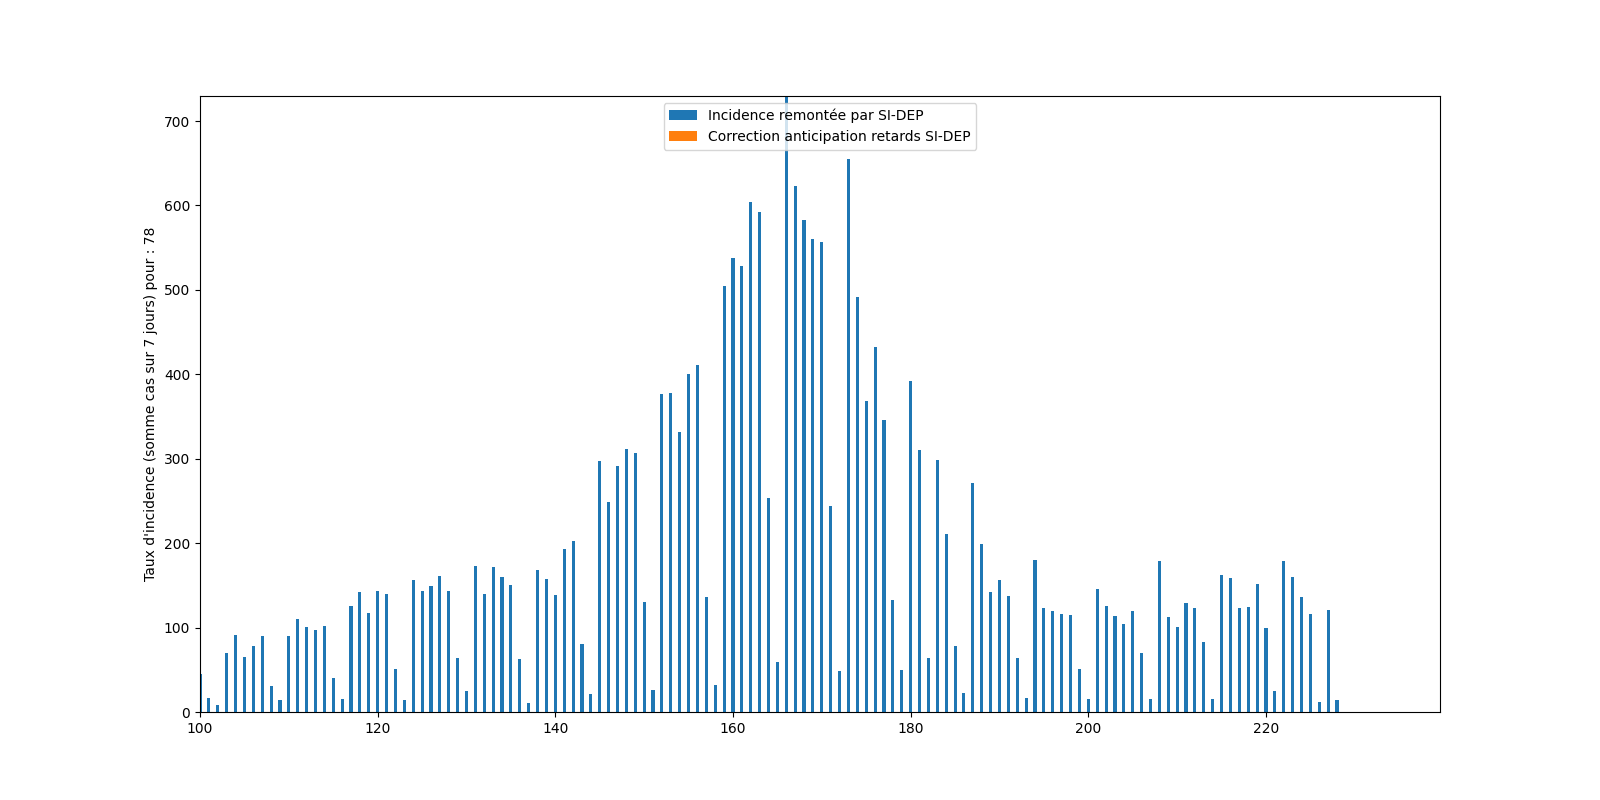 Incidence remontée par SI-DEP
Correction anticipation retards SI-DEP
Taux d'incidence (somme cas sur 7 jours) pour : 78
700
600
500
400
300
200
100
0
100 120 140 160 180 200 220